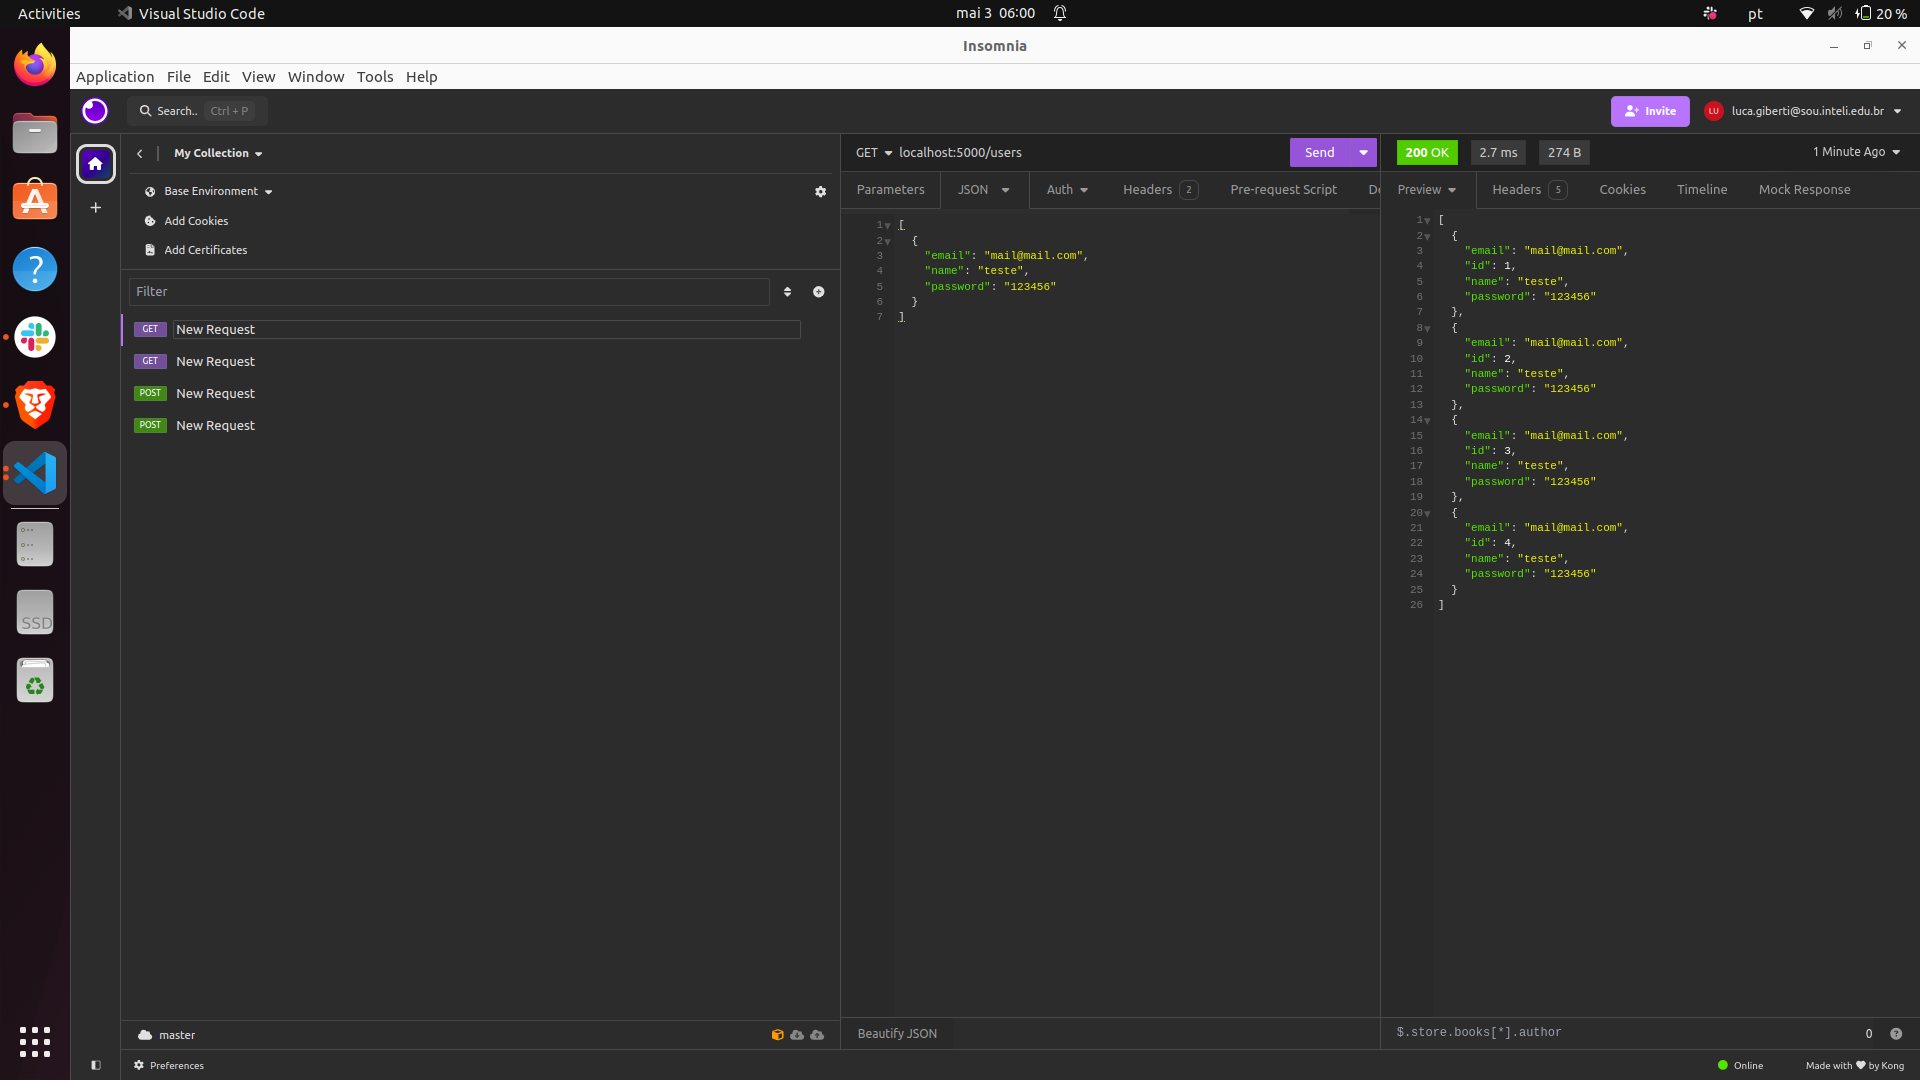 Activities Visual Studio Code mai 3 06:00 pt 20 %
Insomnia
Application File Edit View Window Tools Help
Search.. Ctrl + P Invite LU luca.giberti@sou.inteli.edu.br
My Collection
Base Environment
Add Cookies
Add Certificates
Filter
GET New Request
GET New Request
POST New Request
POST New Request
master
Preferences
SSD
GET localhost:5000/users Send
Parameters JSON Auth Headers 2 Pre-request Script
1 [
2 {
3 "email": "mail@mail.com",
4 "name": "teste",
5 "password": "123456"
6 }
7 ]
Beautify JSON
200 OK 2.7 ms 274 B 1 Minute Ago
Preview Headers 5 Cookies Timeline Mock Response
1 [
2 {
3 "email": "mail@mail.com",
4 "id": 1,
5 "name": "teste",
6 "password": "123456"
7 },
8 {
9 "email": "mail@mail.com",
10 "id": 2,
11 "name": "teste",
12 "password": "123456"
13 },
14 {
15 "email": "mail@mail.com",
16 "id": 3,
17 "name": "teste",
18 "password": "123456"
19 },
20 {
21 "email": "mail@mail.com",
22 "id": 4,
23 "name": "teste",
24 "password": "123456"
25 }
26 ]
$.store.books[*].author 0
Online Made with by Kong